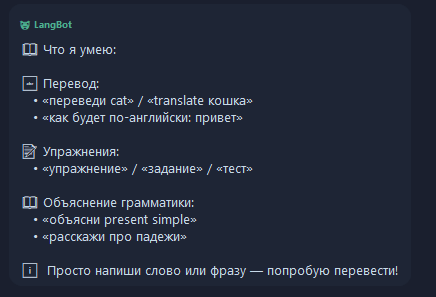 LangBot
📖 Что я умею:
🔤 Перевод:
• «переведи cat» / «translate кошка»
• «как будет по-английски: привет»
📝 Упражнения:
• «упражнение» / «задание» / «тест»
📖 Объяснение грамматики:
• «объясни present simple»
• «расскажи про падежи»
ℹ️ Просто напиши слово или фразу — попробую перевести!